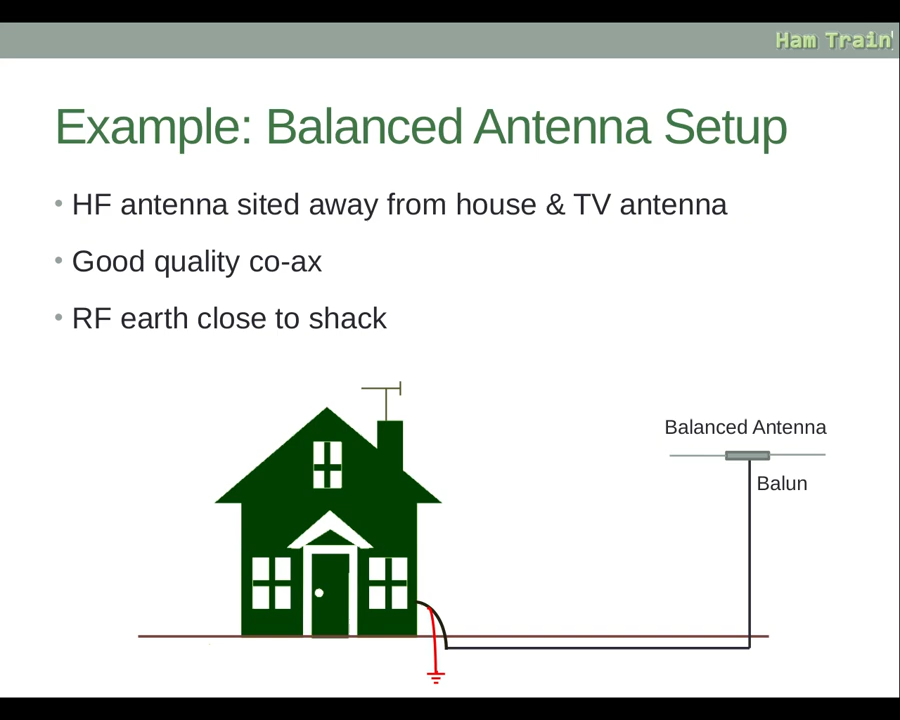 Ham Train
Example: Balanced Antenna Setup
• HF antenna sited away from house & TV antenna
• Good quality co-ax
• RF earth close to shack
Balanced Antenna
Balun